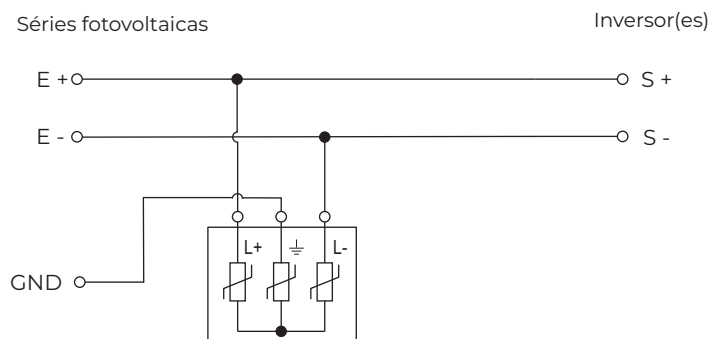 Séries fotovoltaicas
Inversor(es)
E +
S +
E -
S -
L+
L-
GND